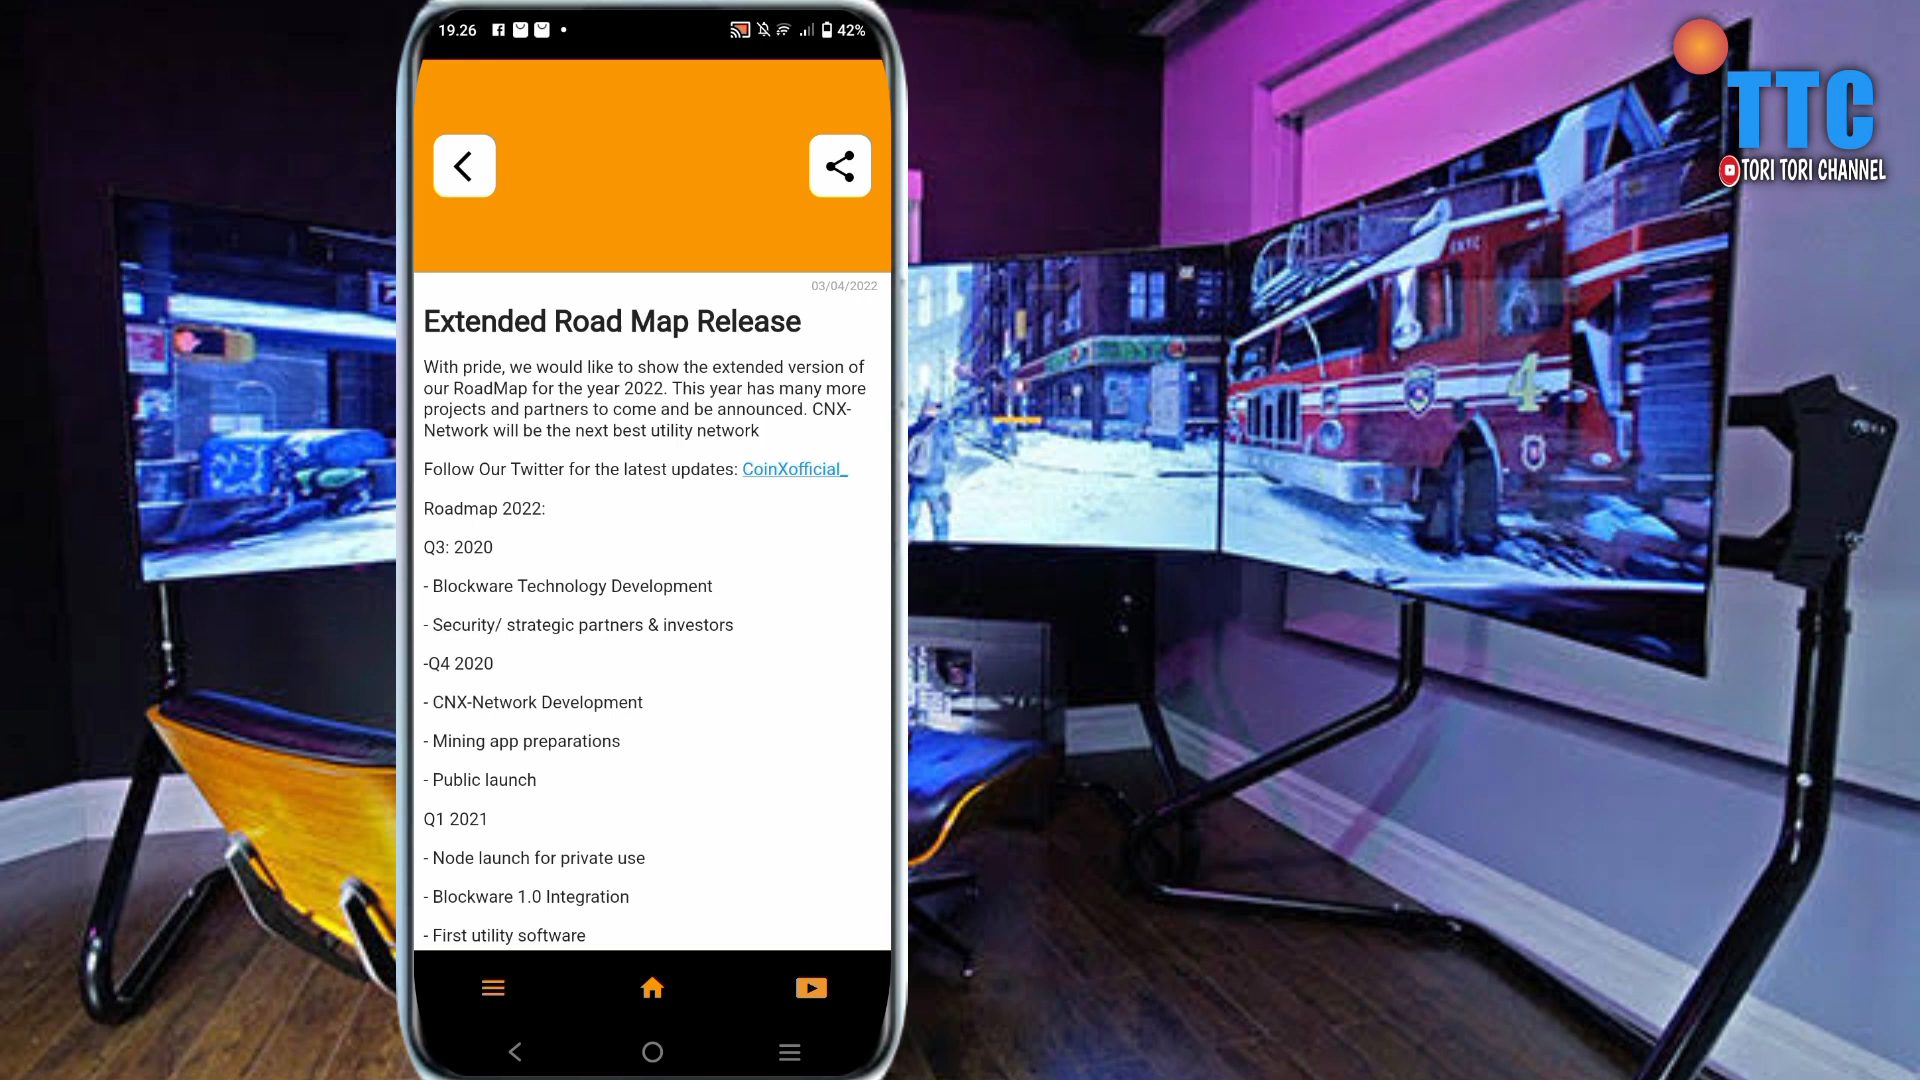 19.26
42%
TTC
TORI TORI CHANNEL
03/04/2022
Extended Road Map Release
With pride, we would like to show the extended version of
our RoadMap for the year 2022. This year has many more
projects and partners to come and be announced. CNX-
Network will be the next best utility network
Follow Our Twitter for the latest updates: CoinXofficial_
Roadmap 2022:
Q3: 2020
- Blockware Technology Development
- Security/ strategic partners & investors
-Q4 2020
- CNX-Network Development
- Mining app preparations
- Public launch
Q1 2021
- Node launch for private use
- Blockware 1.0 Integration
- First utility software
4